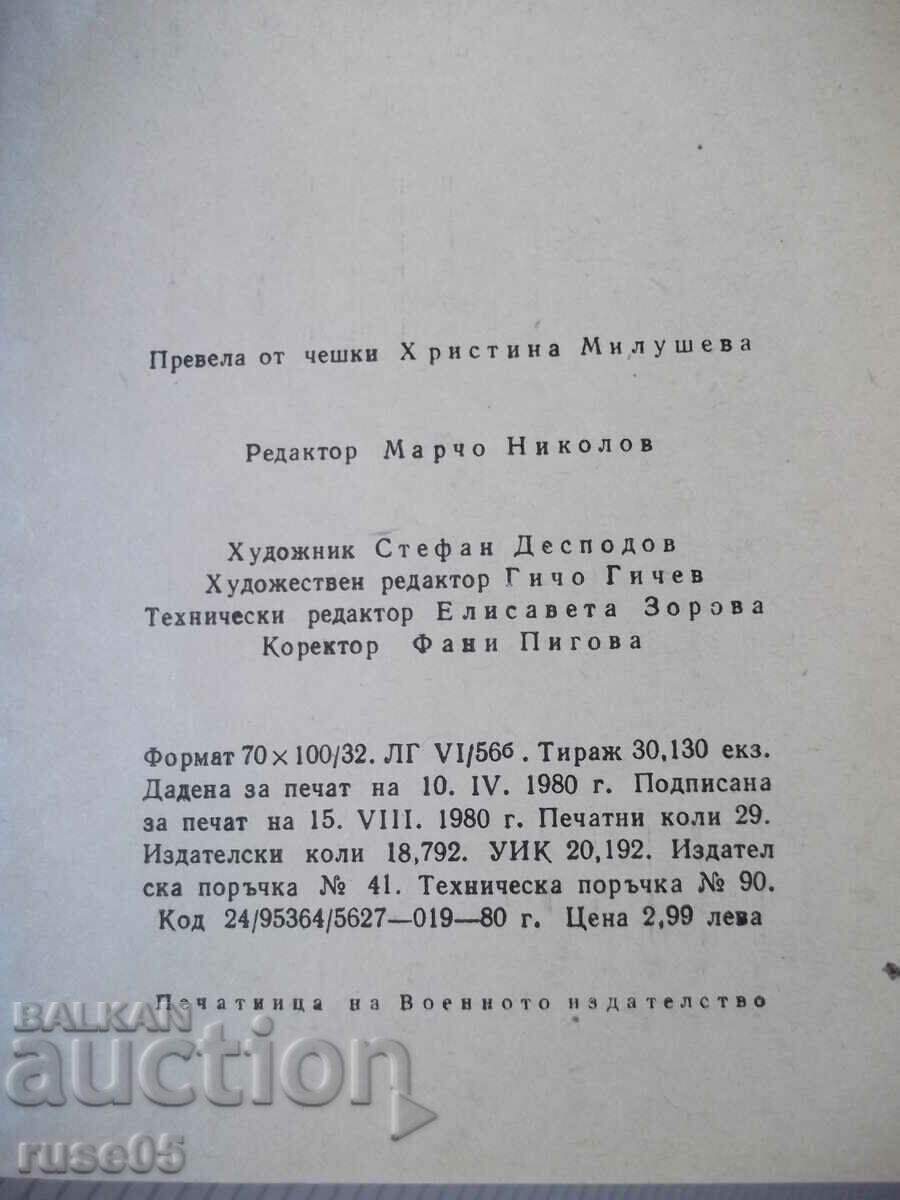 Превела от чешки Христина Милушева
Редактор Марчо Николов
Художник Стефан Десподов
Художествен редактор Гичо Гичев
Технически редактор Елисавета Зорова
Коректор Фани Пигова
Формат 70 × 100/32. ЛГ VI/56б. Тираж 30,130 екз.
Дадена за печат на 10. IV. 1980 г. Подписана
за печат на 15. VIII. 1980 г. Печатни коли 29.
Издателски коли 18,792. УИК 20,192. Издател
ска поръчка № 41. Техническа поръчка № 90.
Код 24/95364/5627—019—80 г. Цена 2,99 лева
Печатница на Военното издателство
BALKAN
auction
ruse05